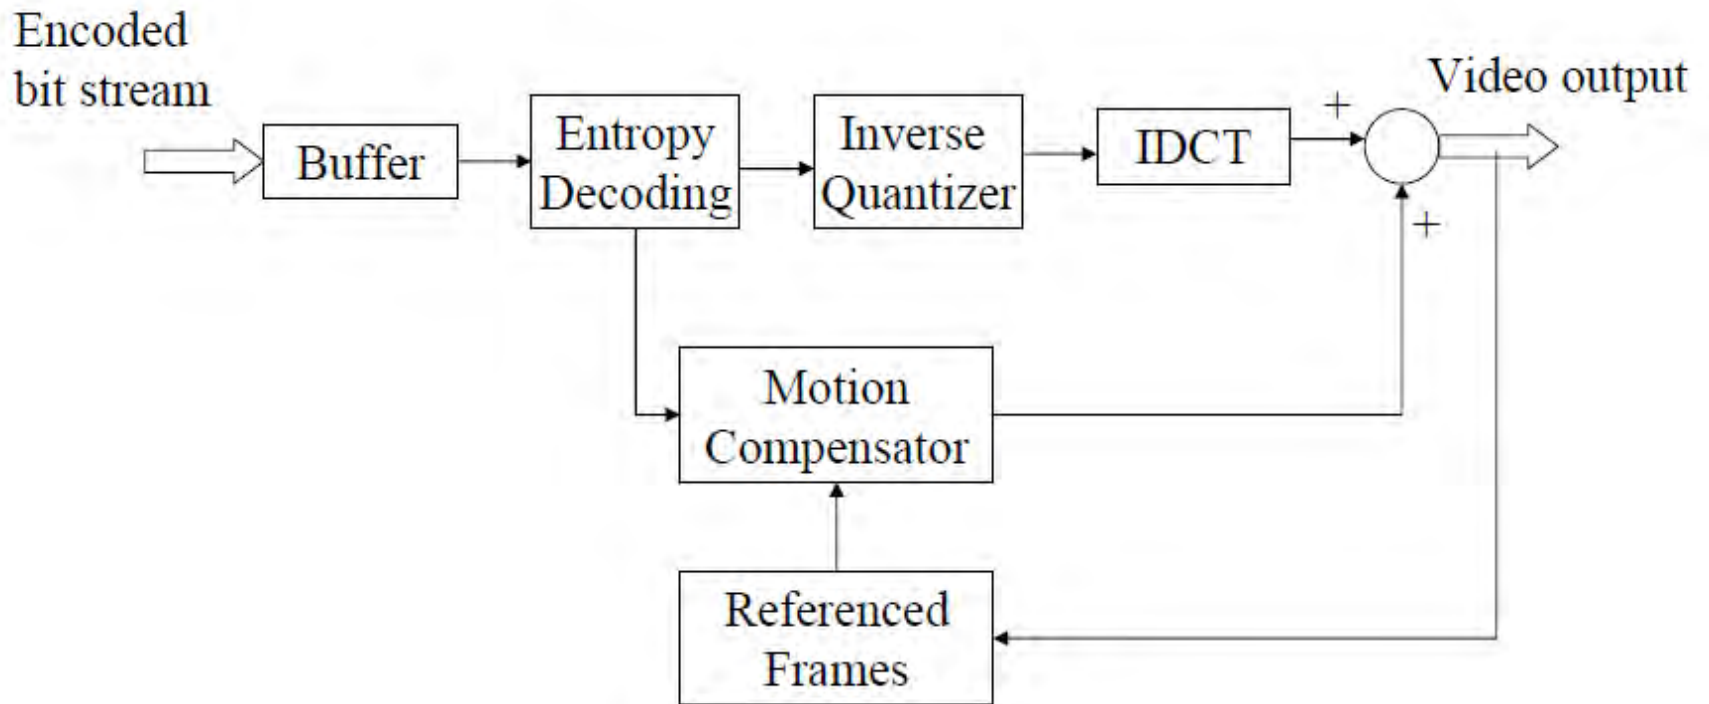 Encoded
bit stream
Video output
Buffer
Entropy
Decoding
Inverse
Quantizer
IDCT
+
+
Motion
Compensator
Referenced
Frames